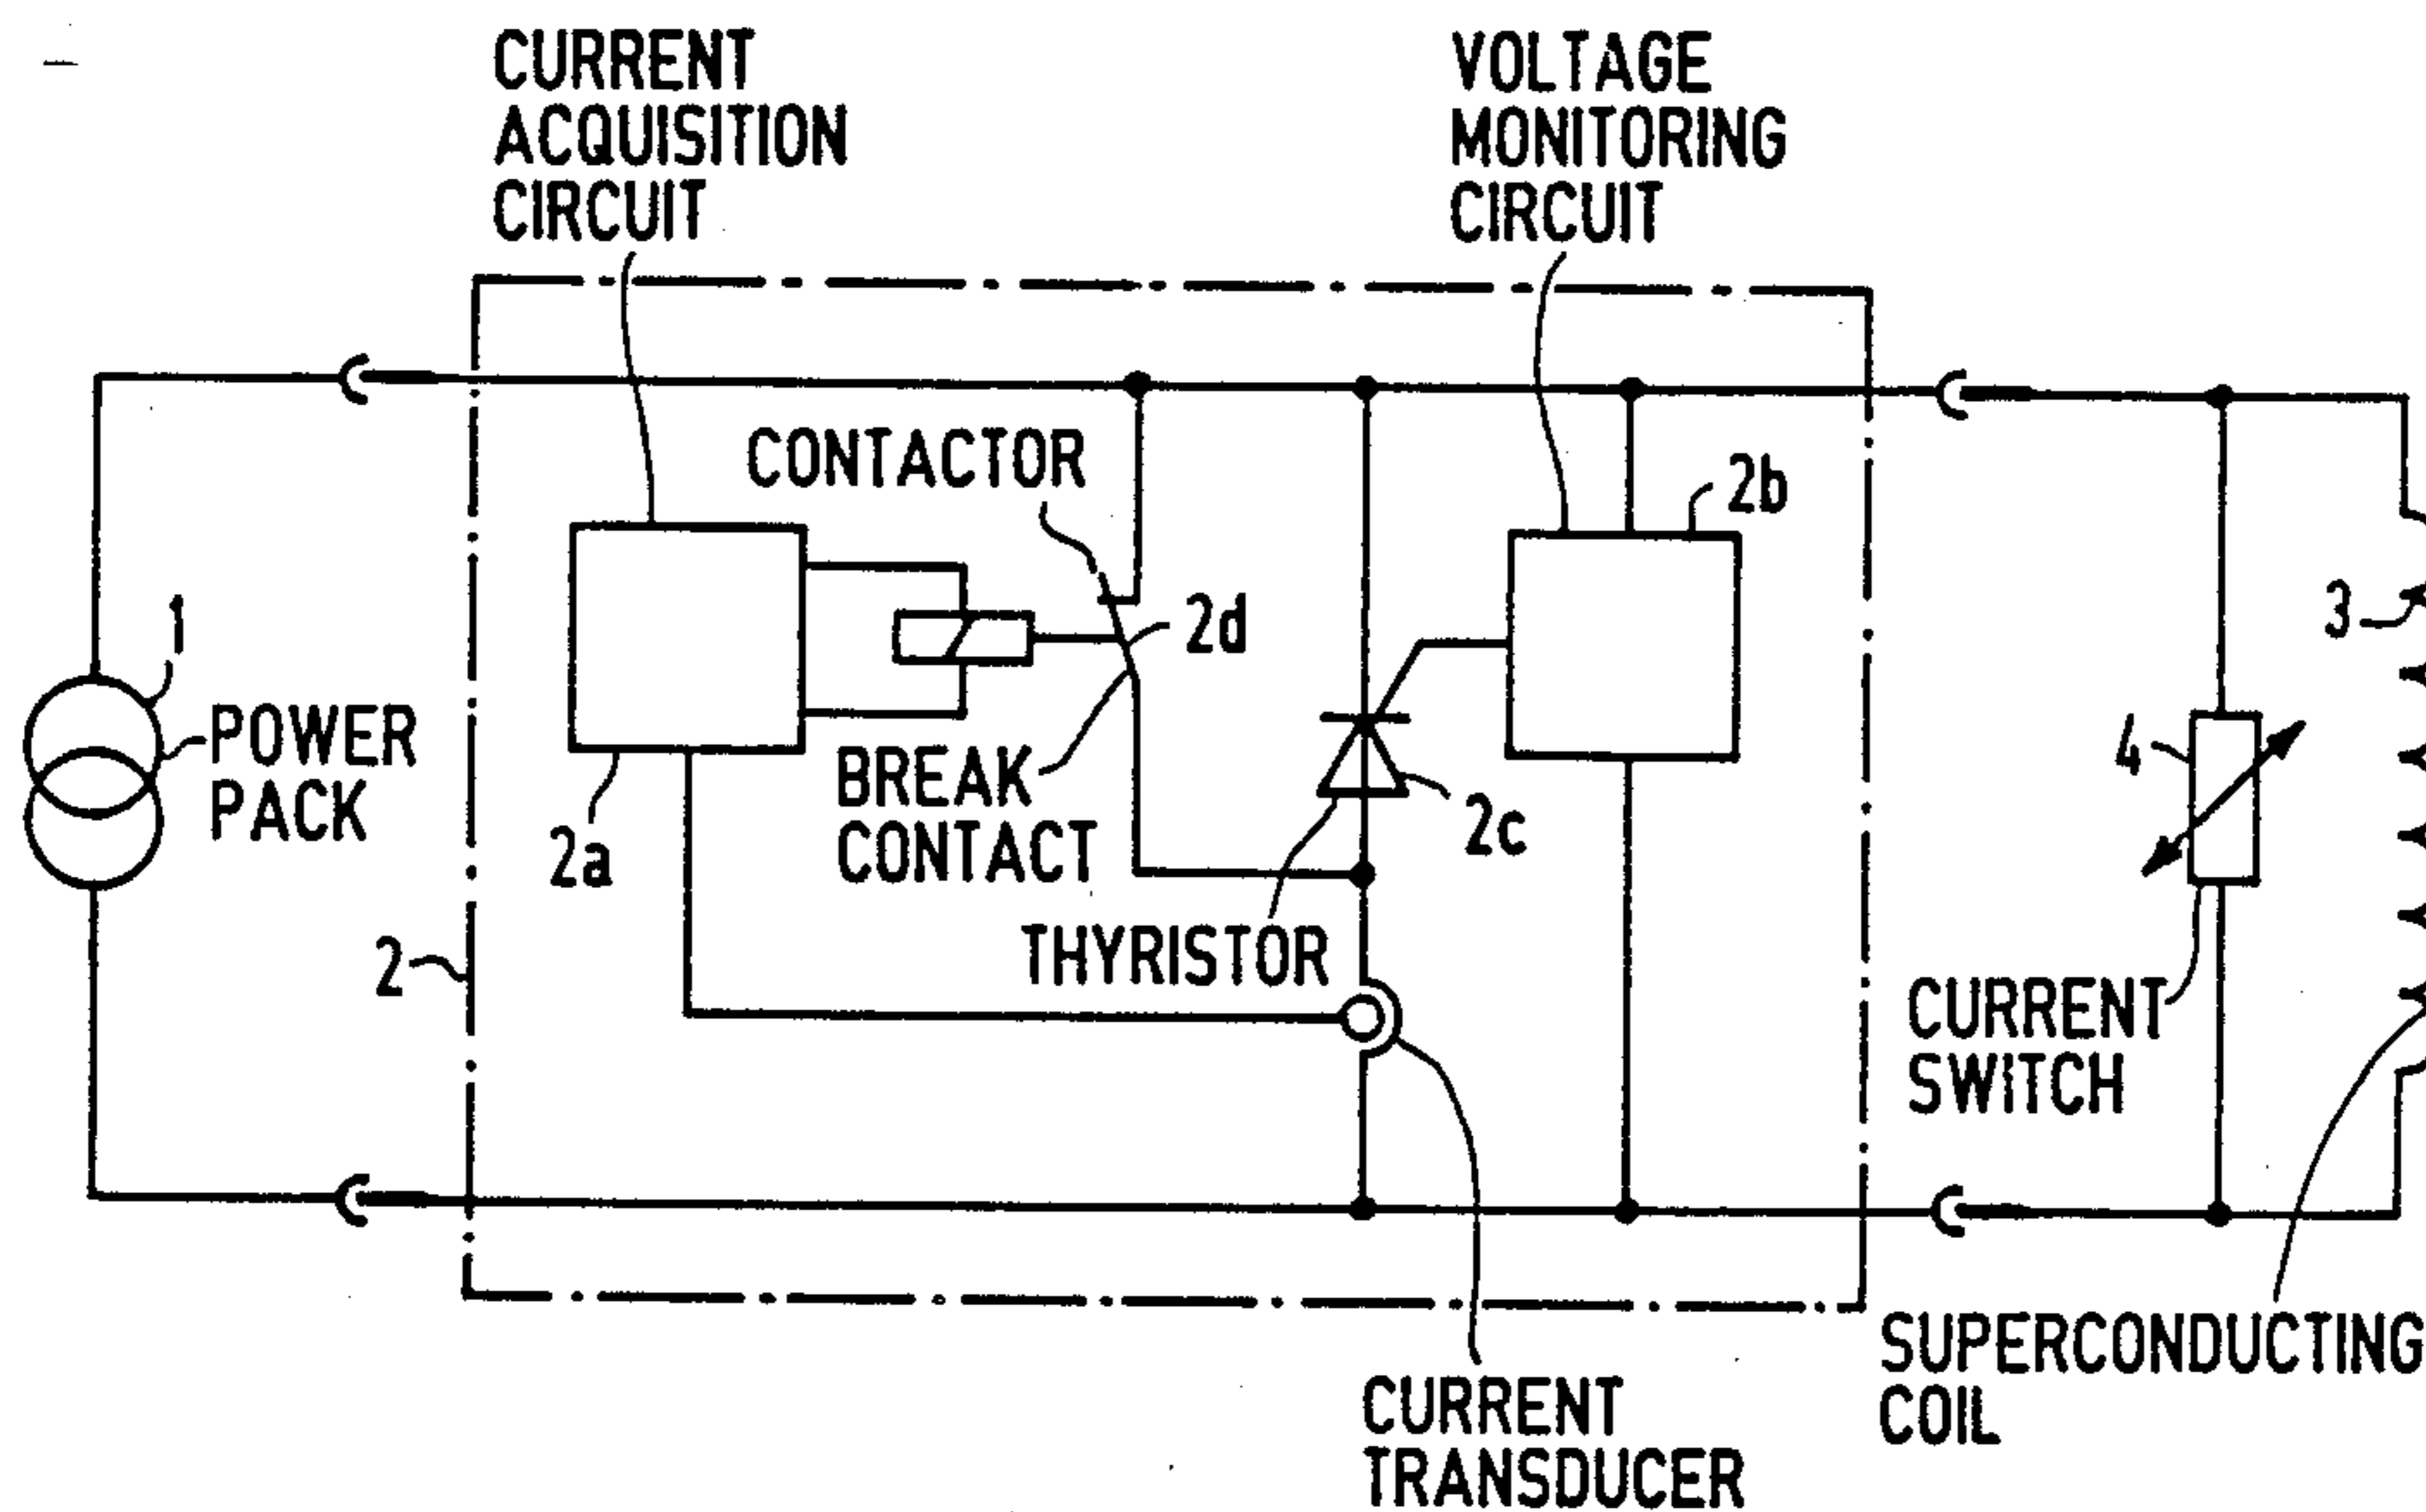 CURRENT
ACQUISITION
CIRCUIT
VOLTAGE
MONITORING
CIRCUIT
CONTACTOR
2b
1
2d
3
POWER
PACK
BREAK
CONTACT
4
2a
2c
THYRISTOR
2
CURRENT
SWITCH
SUPERCONDUCTING
COIL
CURRENT
TRANSDUCER